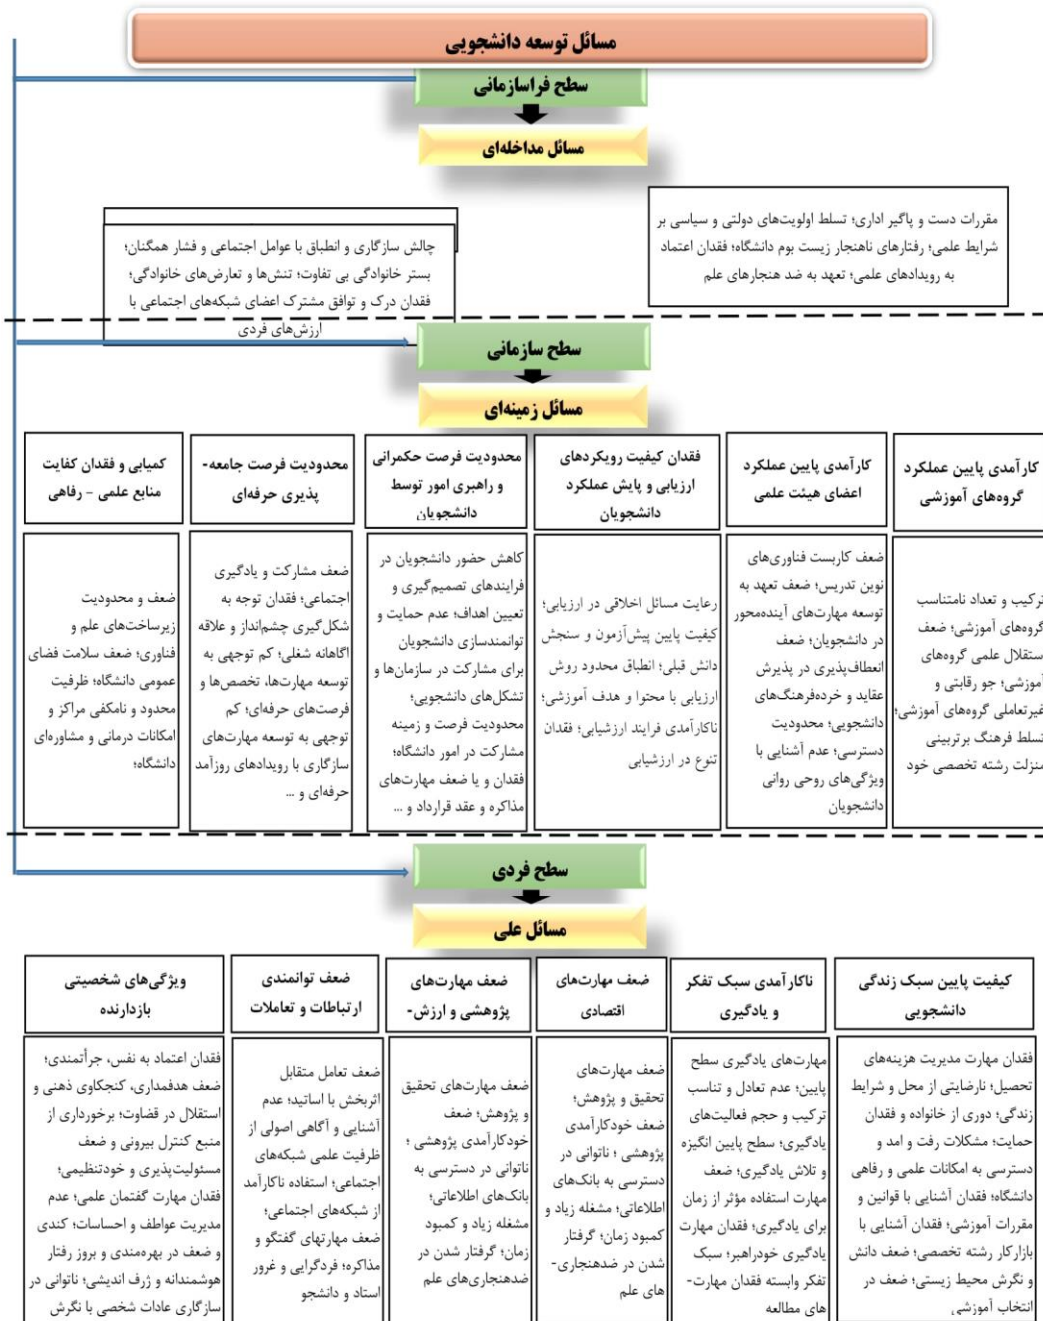 مسائل توسعه دانشجویی
سطح فراسازمانی
مسائل مداخله‌ای
مقررات دست و پاگیر اداری؛ تسلط اولویت‌های دولتی و سیاسی بر
شرایط علمی؛ رفتارهای ناهنجار زیست بوم دانشگاه؛ فقدان اعتماد
به رویدادهای علمی؛ تعهد به ضد هنجارهای علم
چالش سازگاری و انطباق با عوامل اجتماعی و فشار همگنان؛
بستر خانوادگی بی تفاوت؛ تنش‌ها و تعارض‌های خانوادگی؛
فقدان درک و توافق مشترک اعضای شبکه‌های اجتماعی با
ارزش‌های فردی
سطح سازمانی
مسائل زمینه‌ای
کارآمدی پایین عملکرد
گروه‌های آموزشی
ترکیب و تعداد نامتناسب
گروه‌های آموزشی؛ ضعف
ستقلال علمی گروه‌های
آموزشی؛ جو رقابتی و
غیرتعاملی گروه‌های آموزشی؛
تسلط فرهنگ برتربینی
منزلت رشته تخصصی خود
کارآمدی پایین عملکرد
اعضای هیئت علمی
ضعف کاربست فناوری‌های
نوین تدریس؛ ضعف تعهد به
توسعه مهارت‌های آینده‌محور
در دانشجویان؛ ضعف
انعطاف‌پذیری در پذیرش
عقاید و خرده‌فرهنگ‌های
دانشجویی؛ محدودیت
دسترسی؛ عدم آشنایی با
ویژگی‌های روحی روانی
دانشجویان
فقدان کیفیت رویکردهای
ارزیابی و پایش عملکرد
دانشجویان
رعایت مسائل اخلاقی در ارزیابی؛
کیفیت پایین پیش‌آزمون و سنجش
دانش قبلی؛ انطباق محدود روش
ارزیابی با محتوا و هدف آموزشی؛
ناکارآمدی فرایند ارزشیابی؛ فقدان
تنوع در ارزشیابی
محدودیت فرصت حکمرانی
و راهبری امور توسط
دانشجویان
کاهش حضور دانشجویان در
فرایندهای تصمیم‌گیری و
تعیین اهداف؛ عدم حمایت و
توانمندسازی دانشجویان
برای مشارکت در سازمان‌ها و
تشکل‌های دانشجویی؛
محدودیت فرصت و زمینه
مشارکت در امور دانشگاه؛
فقدان و یا ضعف مهارت‌های
مذاکره و عقد قرارداد و ...
محدودیت فرصت جامعه-
پذیری حرفه‌ای
ضعف مشارکت و یادگیری
اجتماعی؛ فقدان توجه به
شکل‌گیری چشم‌انداز و علاقه
اگاهانه شغلی؛ کم توجهی به
توسعه مهارت‌ها، تخصص‌ها و
فرصت‌های حرفه‌ای؛ کم
توجهی به توسعه مهارت‌های
سازگاری با رویدادهای روزآمد
حرفه‌ای و ...
کمیابی و فقدان کفایت
منابع علمی - رفاهی
ضعف و محدودیت
زیرساخت‌های علم و
فناوری؛ ضعف سلامت فضای
عمومی دانشگاه؛ ظرفیت
محدود و نامکفی مراکز و
امکانات درمانی و مشاوره‌ای
دانشگاه؛
سطح فردی
مسائل علی
کیفیت پایین سبک زندگی
دانشجویی
فقدان مهارت مدیریت هزینه‌های
تحصیل؛ نارضایتی از محل و شرایط
زندگی؛ دوری از خانواده و فقدان
حمایت؛ مشکلات رفت و امد و
دسترسی به امکانات علمی و رفاهی
دانشگاه؛ فقدان آشنایی با قوانین و
مقررات آموزشی؛ فقدان آشنایی با
بازارکار رشته تخصصی؛ ضعف دانش
و نگرش محیط زیستی؛ ضعف در
انتخاب آموزشی
ناکارآمدی سبک تفکر
و یادگیری
مهارت‌های یادگیری سطح
پایین؛ عدم تعادل و تناسب
ترکیب و حجم فعالیت‌های
یادگیری؛ سطح پایین انگیزه
و تلاش یادگیری؛ ضعف
مهارت استفاده مؤثر از زمان
برای یادگیری؛ فقدان مهارت
یادگیری خودراهبر؛ سبک
تفکر وابسته فقدان مهارت-
های مطالعه
ضعف مهارت‌های
اقتصادی
ضعف مهارت‌های
تحقیق و پژوهش؛
ضعف خودکارآمدی
پژوهشی ؛ ناتوانی در
دسترسی به بانک‌های
اطلاعاتی؛ مشغله زیاد و
کمبود زمان؛ گرفتار
شدن در ضدهنجاری-
های علم
ضعف مهارت‌های
پژوهشی و ارزش-
ضعف مهارت‌های تحقیق
و پژوهش؛ ضعف
خودکارآمدی پژوهشی ؛
ناتوانی در دسترسی به
بانک‌های اطلاعاتی؛
مشغله زیاد و کمبود
زمان؛ گرفتار شدن در
ضدهنجاری‌های علم
ضعف توانمندی
ارتباطات و تعاملات
ضعف تعامل متقابل
اثربخش با اساتید؛ عدم
آشنایی و آگاهی اصولی از
ظرفیت علمی شبکه‌های
اجتماعی؛ استفاده ناکارآمد
از شبکه‌های اجتماعی؛
ضعف مهارتهای گفتگو و
مذاکره؛ فردگرایی و غرور
استاد و دانشجو
ویژگی‌های شخصیتی
بازدارنده
فقدان اعتماد به نفس، جرأتمندی؛
ضعف هدفمداری، کنجکاوی ذهنی و
استقلال در قضاوت؛ برخورداری از
منبع کنترل بیرونی و ضعف
مسئولیت‌پذیری و خودتنظیمی؛
فقدان مهارت گفتمان علمی؛ عدم
مدیریت عواطف و احساسات؛ کندی
و ضعف در بهره‌مندی و بروز رفتار
هوشمندانه و ژرف اندیشی؛ ناتوانی در
سازگاری عادات شخصی با نگرش